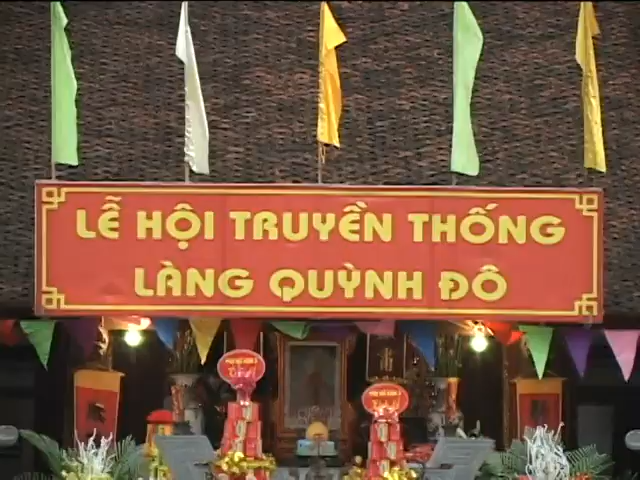 LỄ HỘI TRUYỀN THỐNG
LÀNG QUỲNH ĐÔ